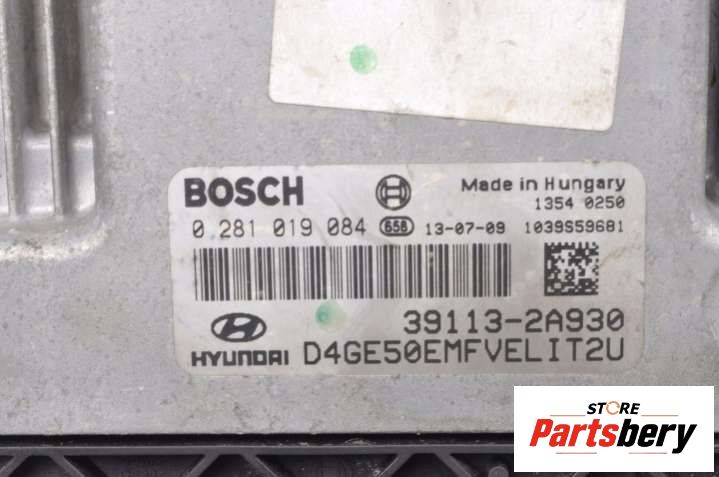 BOSCH
Made in Hungary
1354 0250
0 281 019 084 656 13-07-09 1039S59681
39113-2A930
HYUNDAI D4GE50EMFVELIT2U
STORE
Partsbery